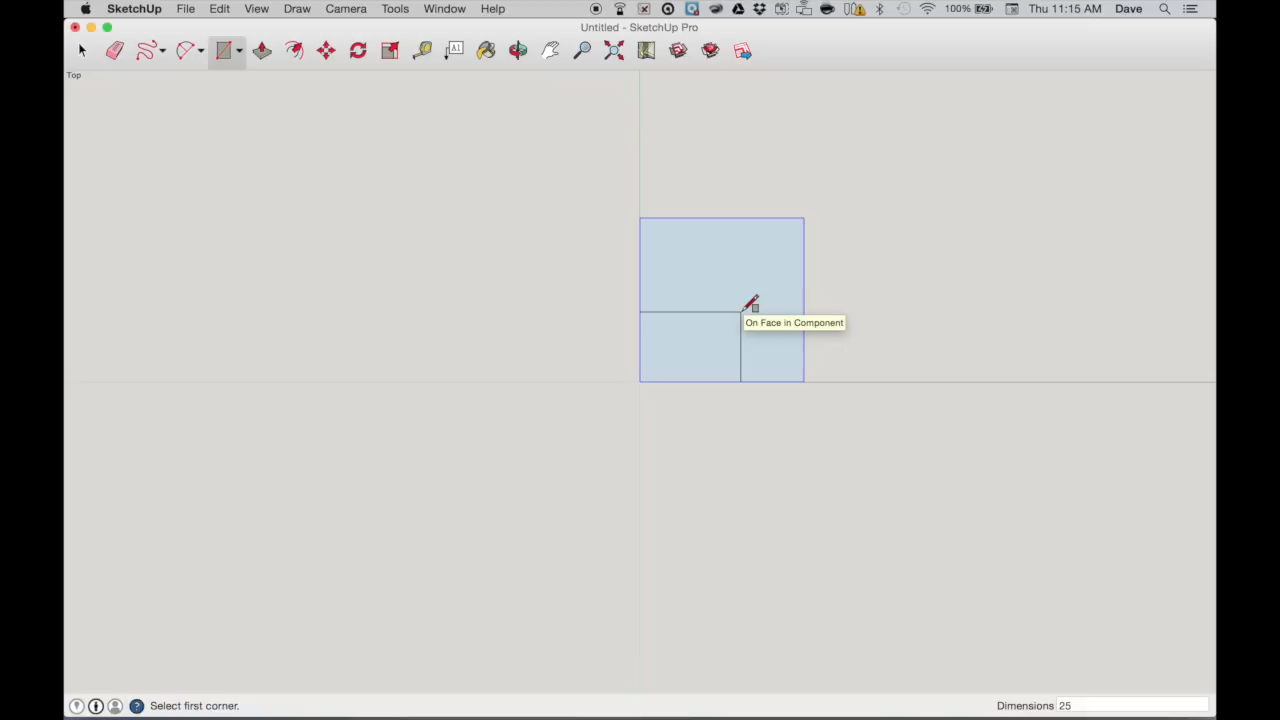 SketchUp File Edit View Draw Camera Tools Window Help 100% Thu 11:15 AM Dave
Untitled - SketchUp Pro
A1
Top
On Face in Component
? Select first corner. Dimensions 25